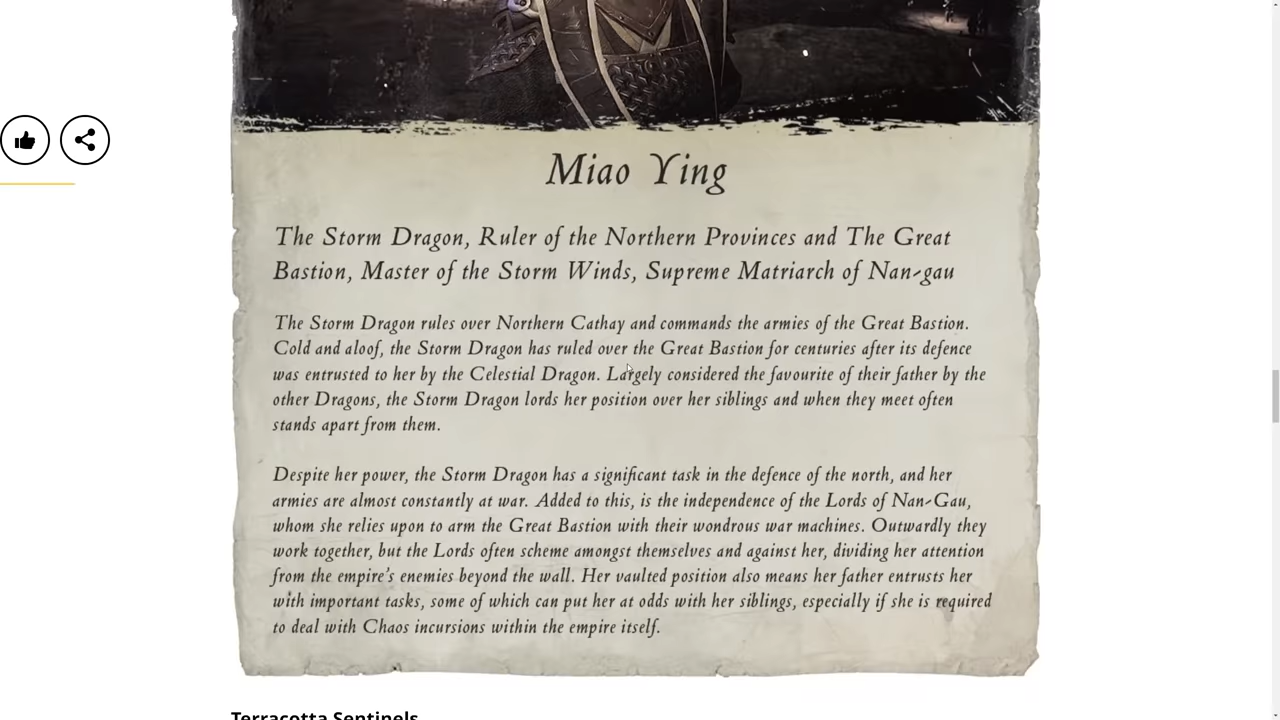 Miao Ying
The Storm Dragon, Ruler of the Northern Provinces and The Great
Bastion, Master of the Storm Winds, Supreme Matriarch of Nan-gau
The Storm Dragon rules over Northern Cathay and commands the armies of the Great Bastion.
Cold and aloof, the Storm Dragon has ruled over the Great Bastion for centuries after its defence
was entrusted to her by the Celestial Dragon. Largely considered the favourite of their father by the
other Dragons, the Storm Dragon lords her position over her siblings and when they meet often
stands apart from them.
Despite her power, the Storm Dragon has a significant task in the defence of the north, and her
armies are almost constantly at war. Added to this, is the independence of the Lords of Nan-Gau,
whom she relies upon to arm the Great Bastion with their wondrous war machines. Outwardly they
work together, but the Lords often scheme amongst themselves and against her, dividing her attention
from the empire's enemies beyond the wall. Her vaulted position also means her father entrusts her
with important tasks, some of which can put her at odds with her siblings, especially if she is required
to deal with Chaos incursions within the empire itself.
Terracotta Sentinels